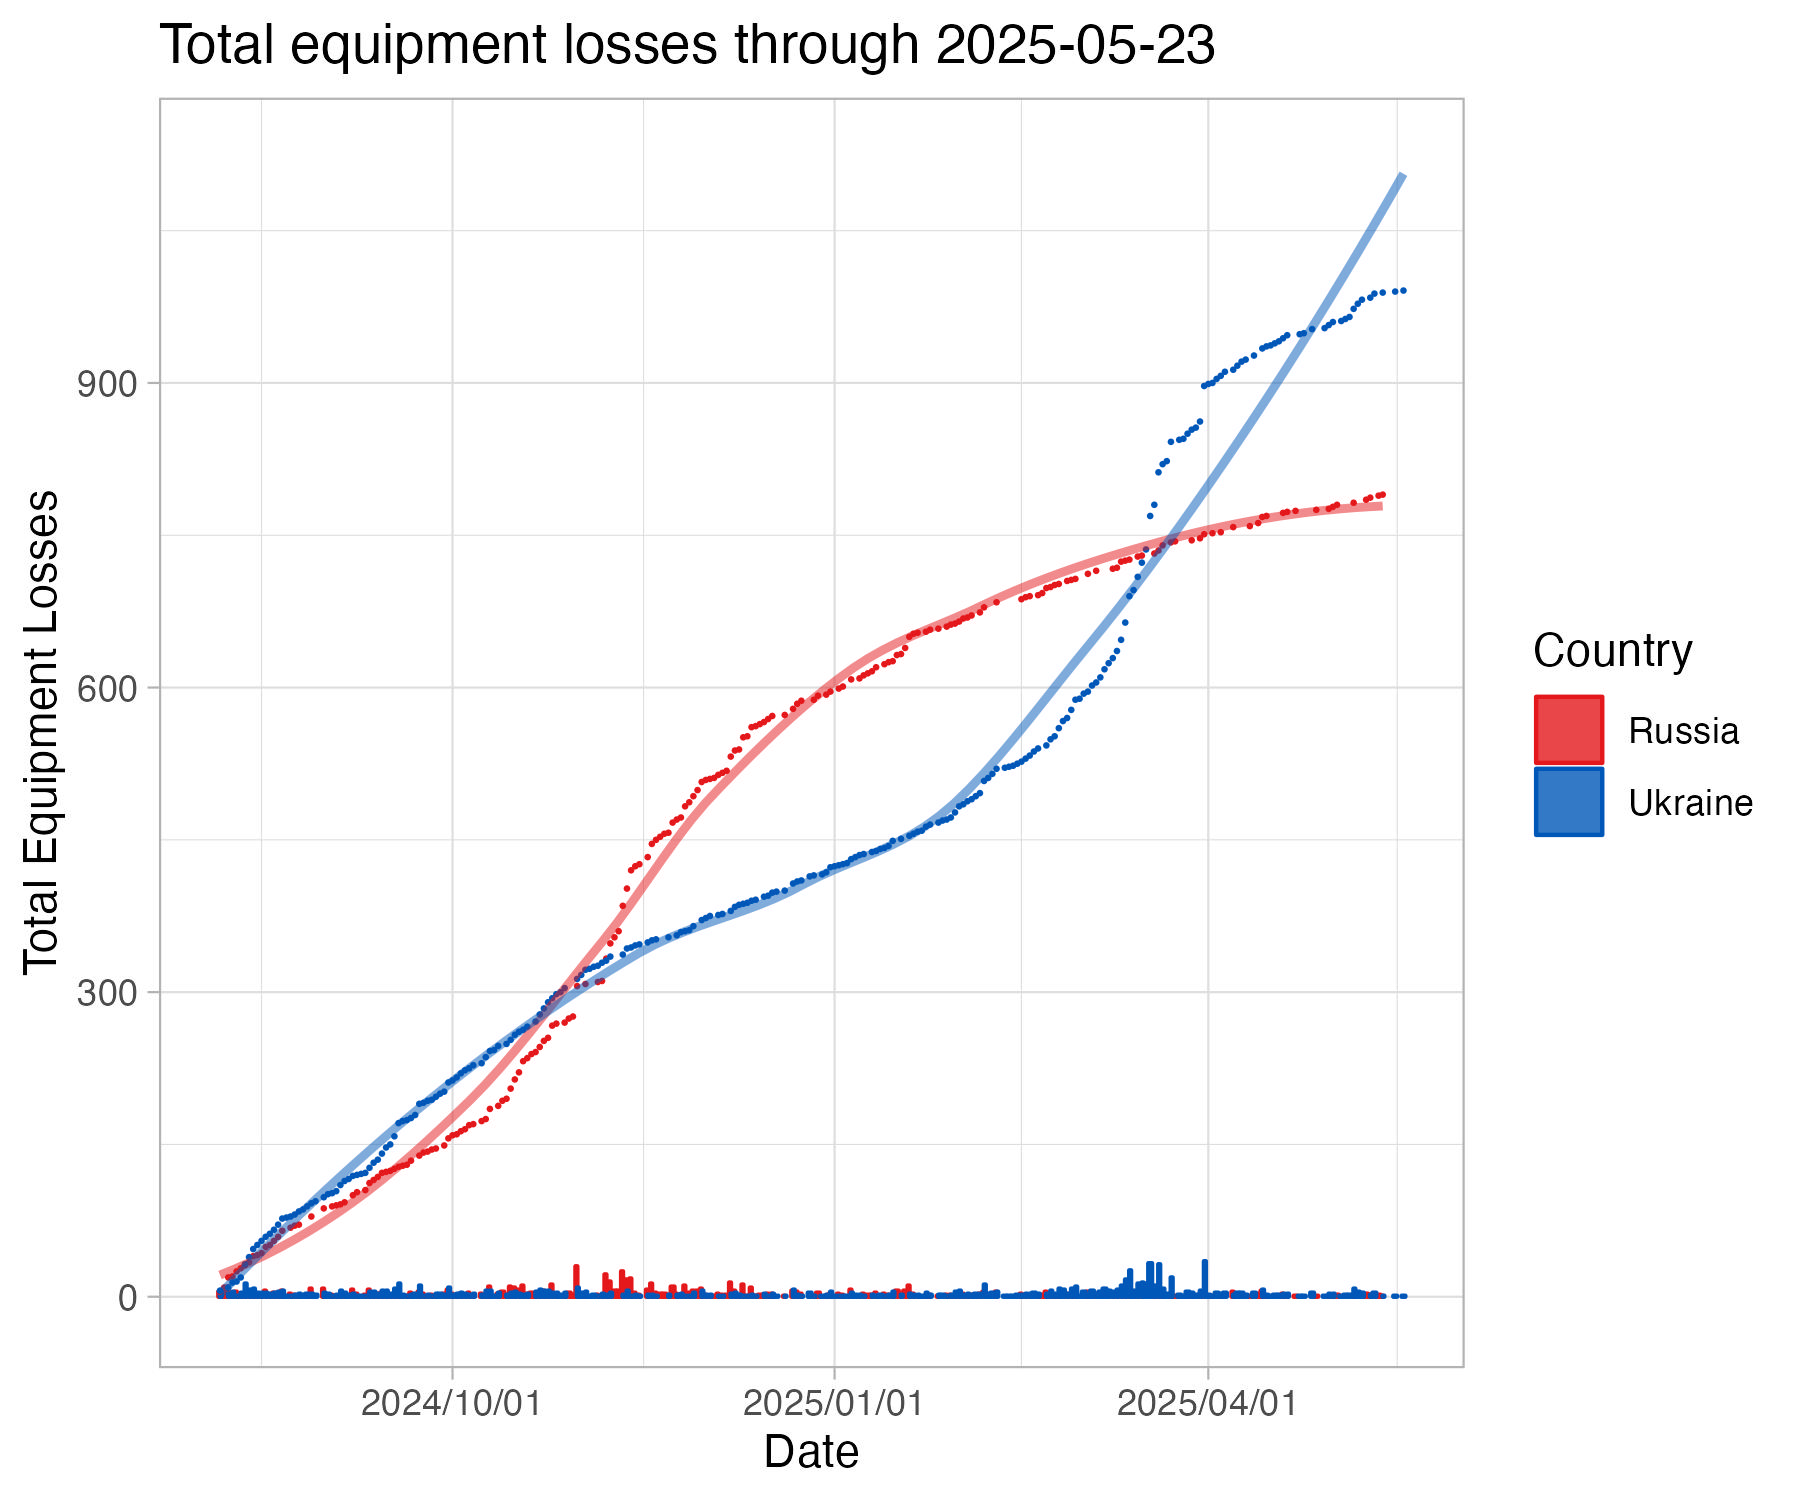 Total equipment losses through 2025-05-23
Total Equipment Losses
900
600
300
0
2024/10/01
2025/01/01
2025/04/01
Date
Country
Russia
Ukraine